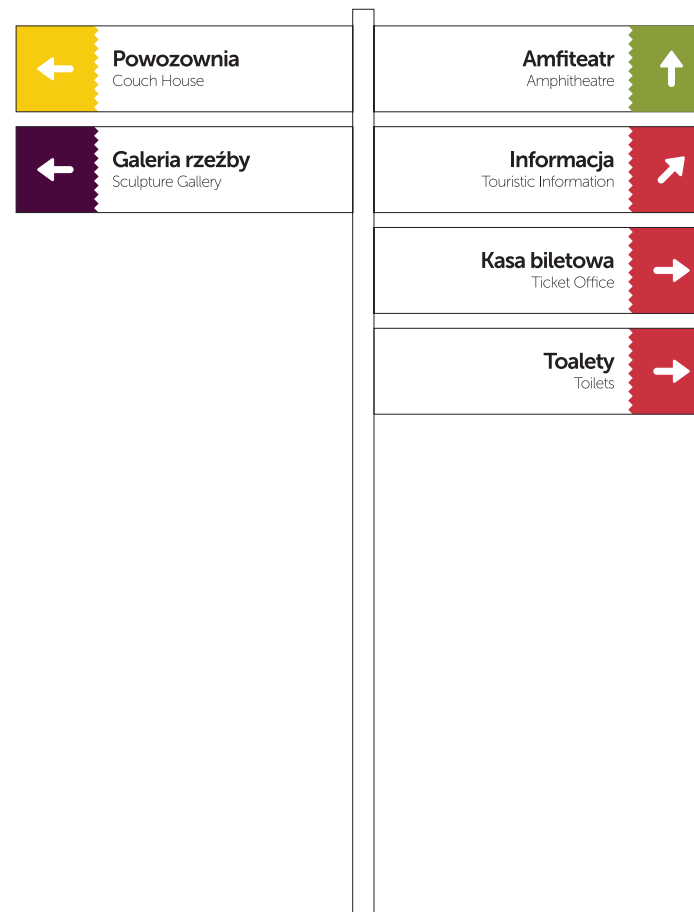 Powozownia
Couch House
Galeria rzeźby
Sculpture Gallery
Amfiteatr
Amphitheatre
Informacja
Touristic Information
Kasa biletowa
Ticket Office
Toalety
Toilets